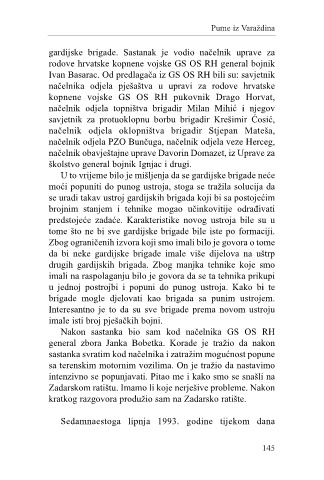 Pume iz Varaždina
gardijske brigade. Sastanak je vodio načelnik uprave za
rodove hrvatske kopnene vojske GS OS RH general bojnik
Ivan Basarac. Od predlagača iz GS OS RH bili su: savjetnik
načelnika odjela pješaštva u upravi za rodove hrvatske
kopnene vojske GS OS RH pukovnik Drago Horvat,
načelnik odjela topništva brigadir Milan Mihić i njegov
savjetnik za protuoklopnu borbu brigadir Krešimir Ćosić,
načelnik odjela oklopništva brigadir Stjepan Mateša,
načelnik odjela PZO Bunčuga, načelnik odjela veze Herceg,
načelnik obavještajne uprave Davorin Domazet, iz Uprave za
školstvo general bojnik Ignjac i drugi.
U to vrijeme bilo je mišljenja da se gardijske brigade neće
moći popuniti do punog ustroja, stoga se tražila solucija da
se uradi takav ustroj gardijskih brigada koji bi sa postojećim
brojnim stanjem i tehnike mogao učinkovitije odrađivati
predstojeće zadaće. Karakteristike novog ustroja bile su u
tome što ne bi sve gardijske brigade bile iste po formaciji.
Zbog ograničenih izvora koji smo imali bilo je govora o tome
da bi neke gardijske brigade imale više dijelova na uštrp
drugih gardijskih brigada. Zbog manjka tehnike koje smo
imali na raspolaganju bilo je govora da se ta tehnika prikupi
u jednoj postrojbi i popuni do punog ustroja. Kako bi te
brigade mogle djelovati kao brigada sa punim ustrojem.
Interesantno je to da su sve brigade prema novom ustroju
imale isti broj pješačkih bojni.
Nakon sastanka bio sam kod načelnika GS OS RH
general zbora Janka Bobetka. Korade je tražio da nakon
sastanka svratim kod načelnika i zatražim mogućnost popune
sa terenskim motornim vozilima. On je tražio da nastavimo
intenzivno se popunjavati. Pitao me i kako smo se snašli na
Zadarskom ratištu. Imamo li koje nerješive probleme. Nakon
kratkog razgovora produžio sam na Zadarsko ratište.
Sedamnaestoga lipnja 1993. godine tijekom dana
145